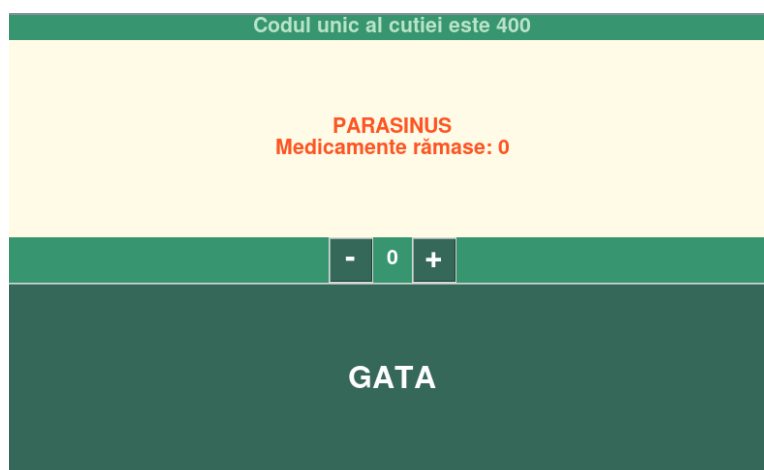 Codul unic al cutiei este 400
PARASINUS
Medicamente rămase: 0
- 0 +
GATA